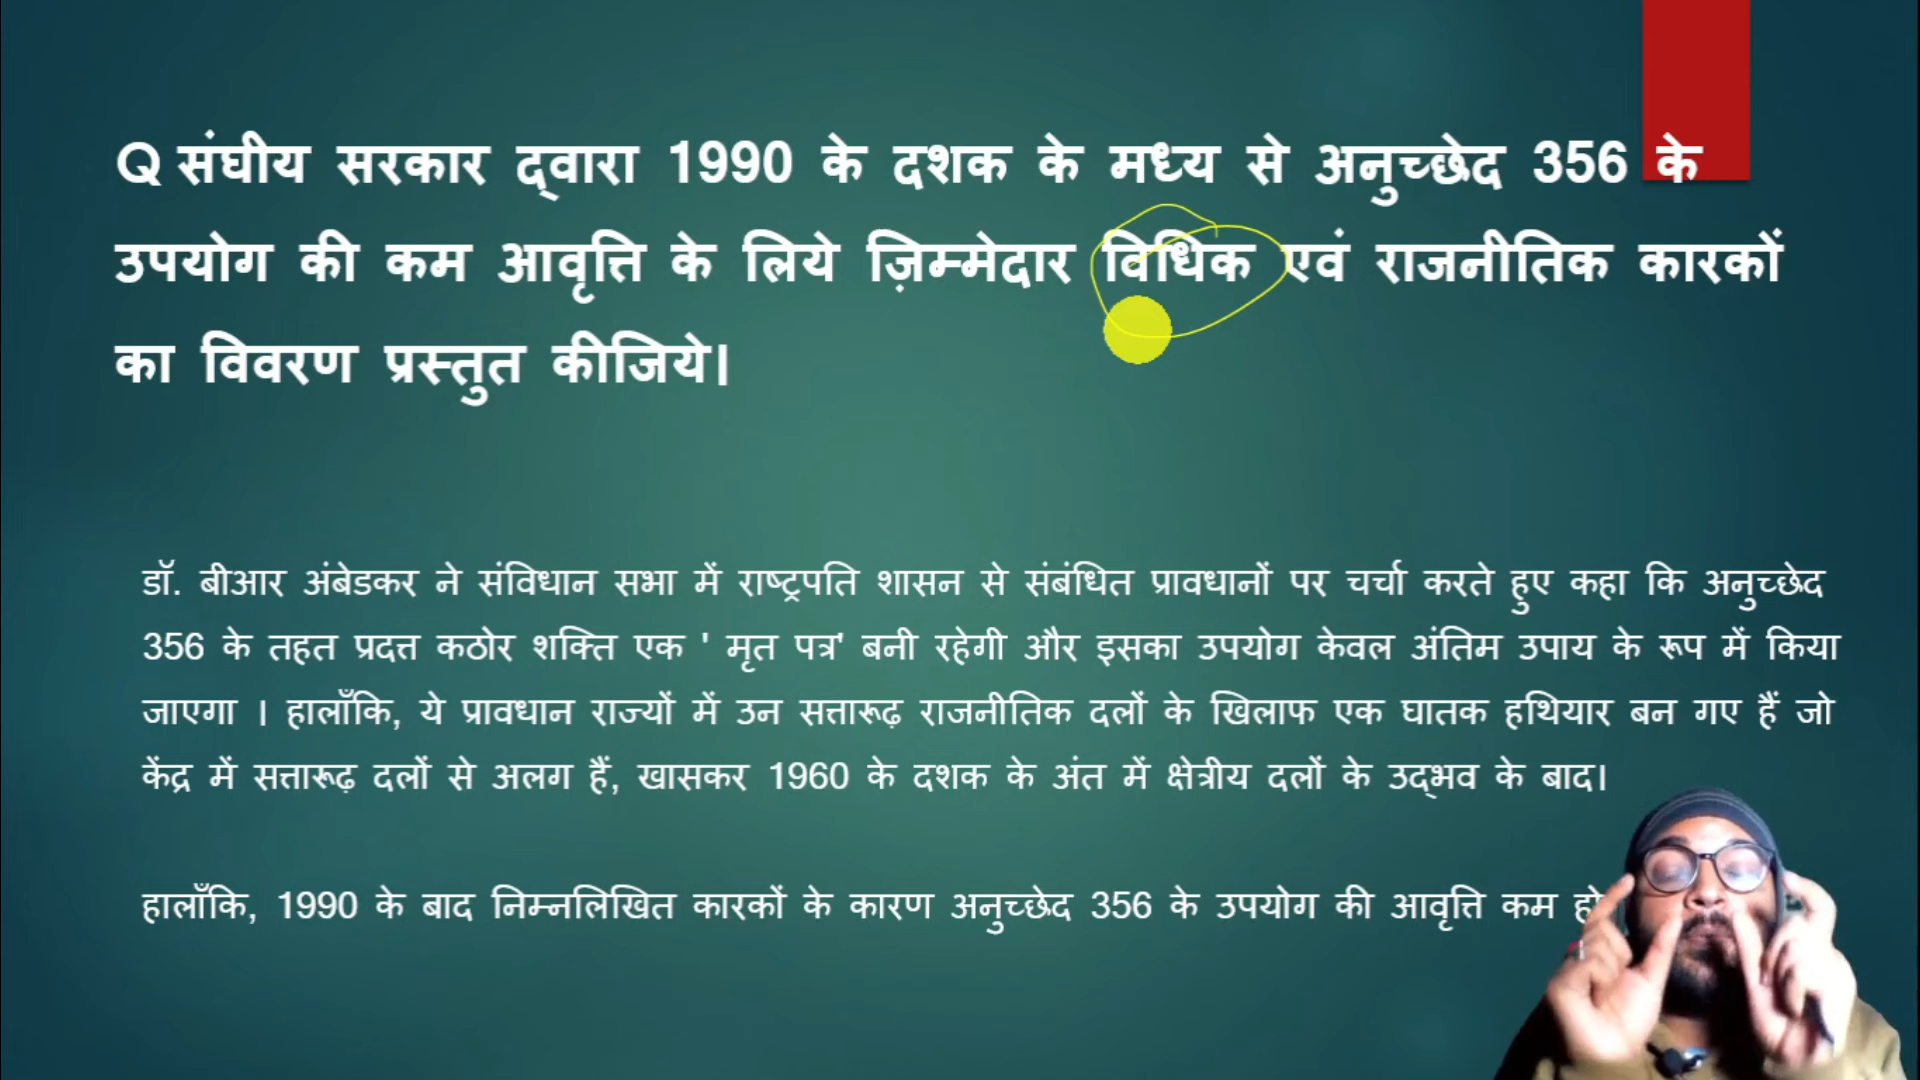 Q संघीय सरकार द्वारा 1990 के दशक के मध्य से अनुच्छेद 356 के
उपयोग की कम आवृत्ति के लिये ज़िम्मेदार विधिक एवं राजनीतिक कारकों
का विवरण प्रस्तुत कीजिये।
डॉ. बीआर अंबेडकर ने संविधान सभा में राष्ट्रपति शासन से संबंधित प्रावधानों पर चर्चा करते हुए कहा कि अनुच्छेद
356 के तहत प्रदत्त कठोर शक्ति एक ' मृत पत्र' बनी रहेगी और इसका उपयोग केवल अंतिम उपाय के रूप में किया
जाएगा । हालाँकि, ये प्रावधान राज्यों में उन सत्तारूढ़ राजनीतिक दलों के खिलाफ एक घातक हथियार बन गए हैं जो
केंद्र में सत्तारूढ़ दलों से अलग हैं, खासकर 1960 के दशक के अंत में क्षेत्रीय दलों के उद्भव के बाद।
हालाँकि, 1990 के बाद निम्नलिखित कारकों के कारण अनुच्छेद 356 के उपयोग की आवृत्ति कम